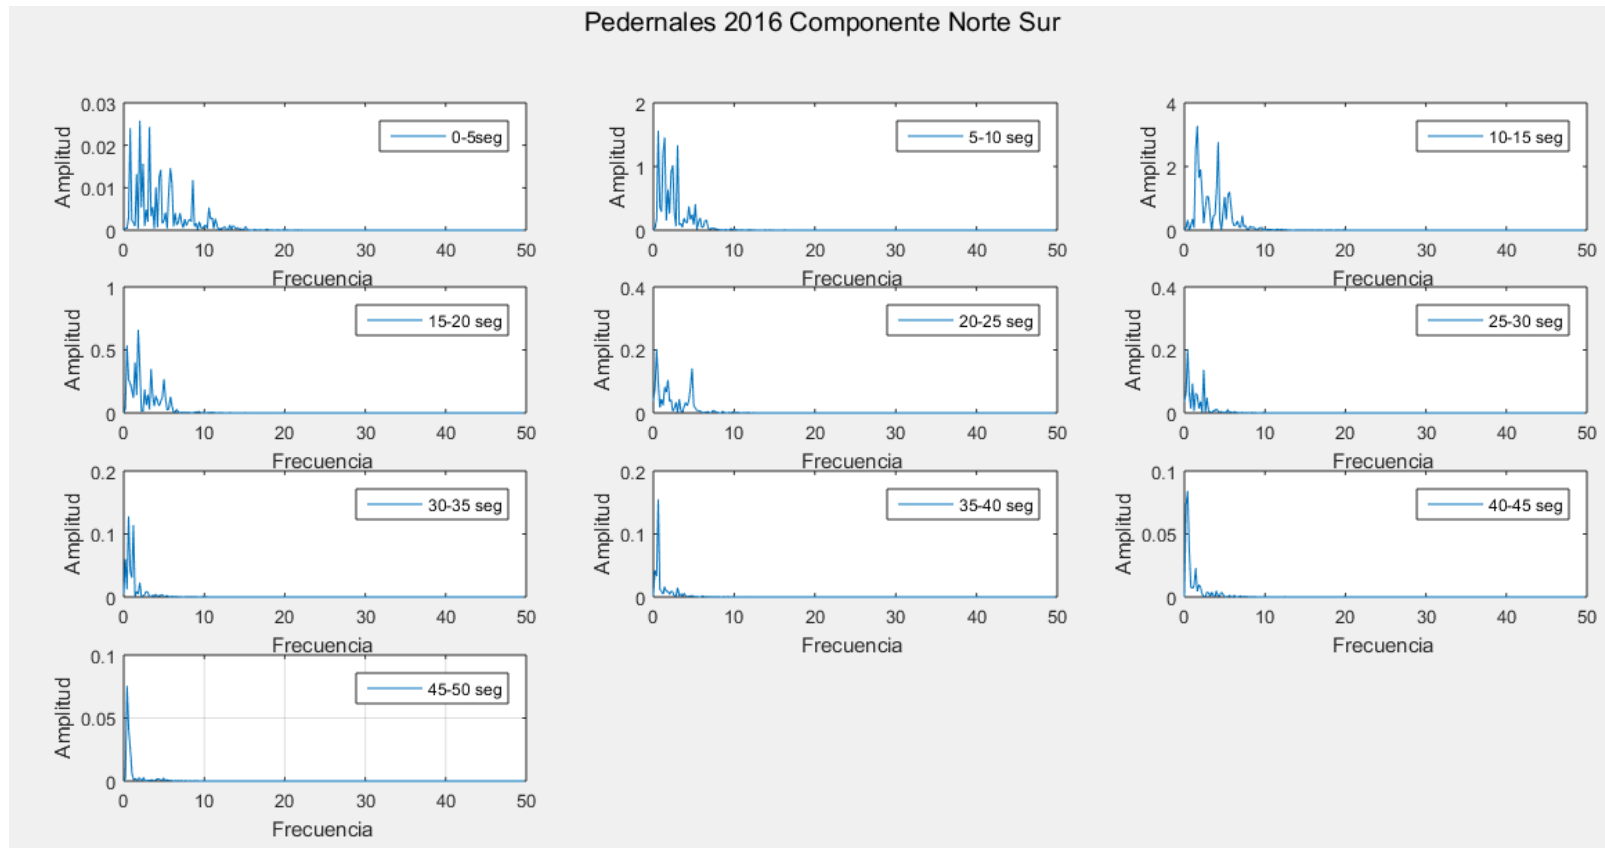 Pedernales 2016 Componente Norte Sur
0.03
0.02
0.01
0
Amplitud
0-5seg
0 10 20 30 40 50
Frecuencia
2
1
0
Amplitud
5-10 seg
0 10 20 30 40 50
Frecuencia
4
2
0
Amplitud
10-15 seg
0 10 20 30 40 50
Frecuencia
1
0.5
0
Amplitud
15-20 seg
0 10 20 30 40 50
Frecuencia
0.4
0.2
0
Amplitud
20-25 seg
0 10 20 30 40 50
Frecuencia
0.4
0.2
0
Amplitud
25-30 seg
0 10 20 30 40 50
Frecuencia
0.2
0.1
0
Amplitud
30-35 seg
0 10 20 30 40 50
Frecuencia
0.2
0.1
0
Amplitud
35-40 seg
0 10 20 30 40 50
Frecuencia
0.1
0.05
0
Amplitud
40-45 seg
0 10 20 30 40 50
Frecuencia
0.1
0.05
0
Amplitud
45-50 seg
0 10 20 30 40 50
Frecuencia